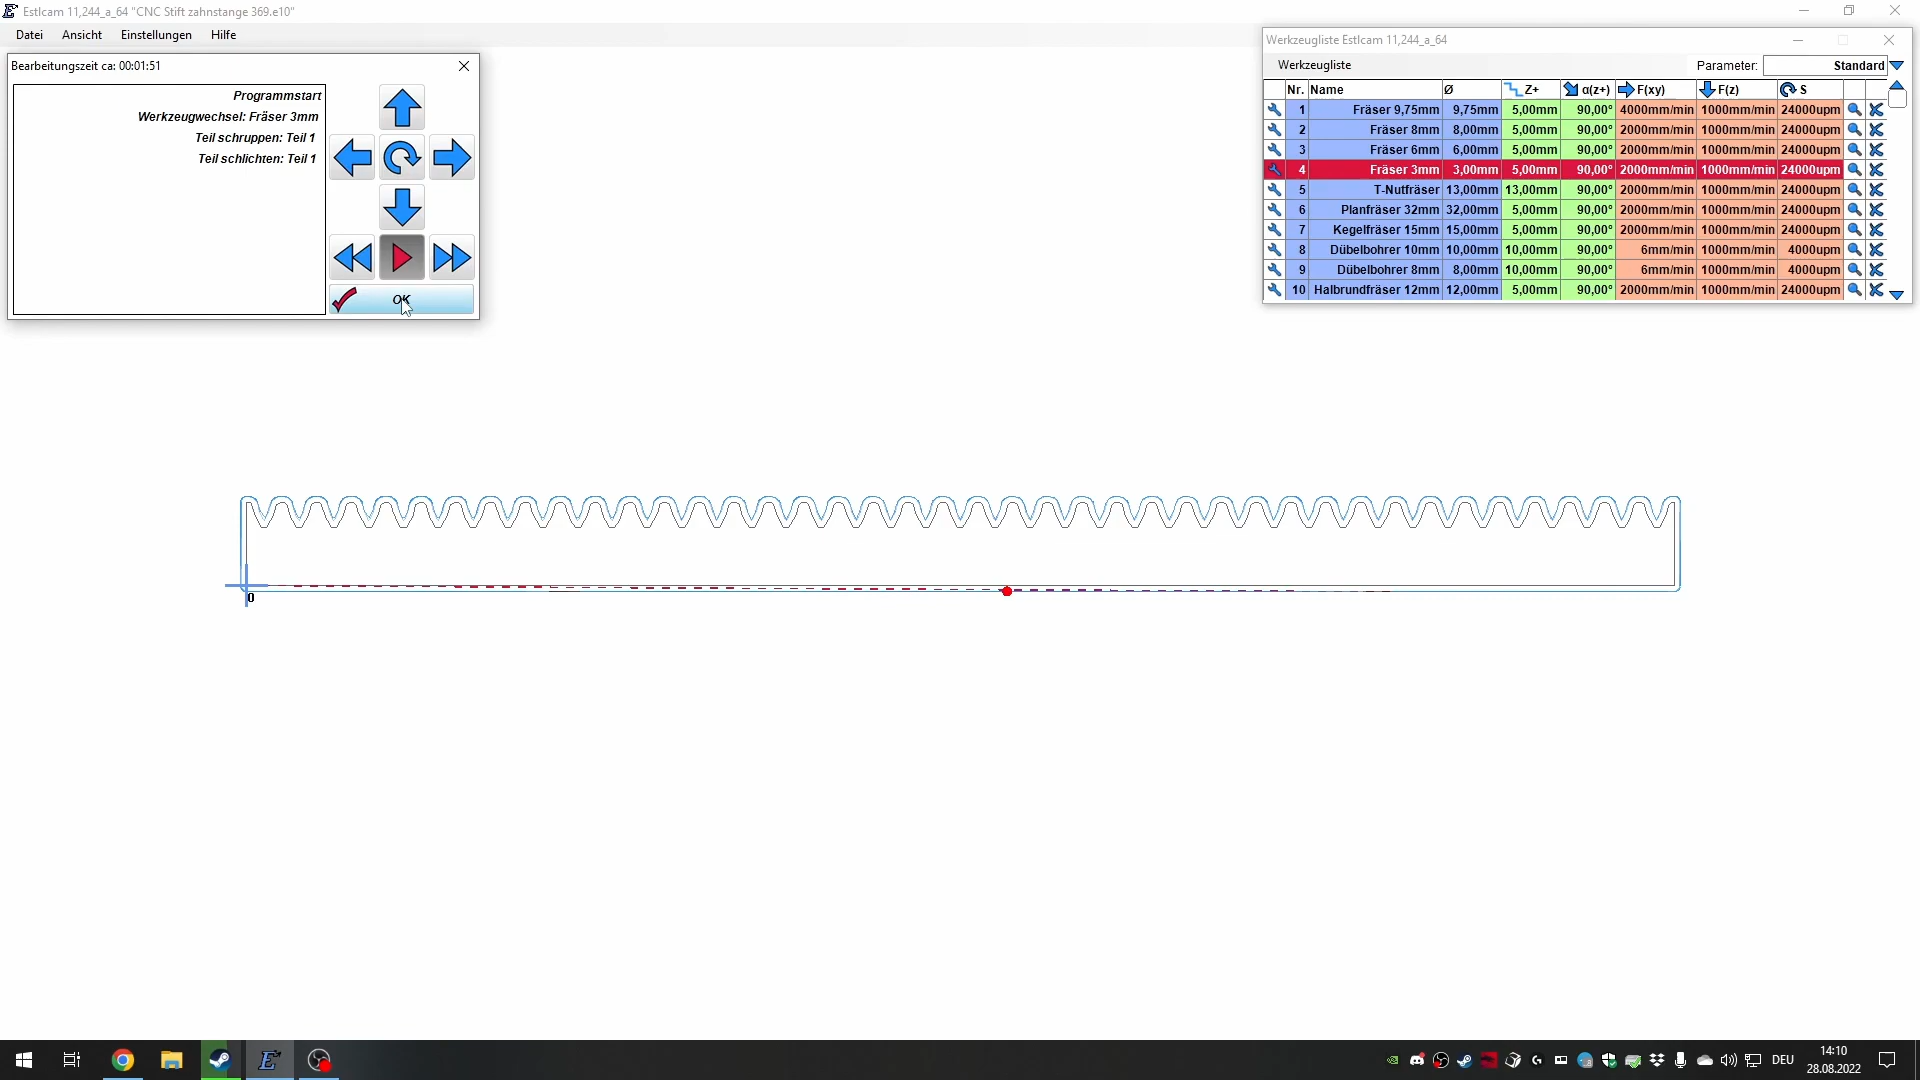 Estlcam 11,244_a_64 "CNC Stift zahnstange 369.e10"
Datei Ansicht Einstellungen Hilfe
Bearbeitungszeit ca: 00:01:51
Programmstart
Werkzeugwechsel: Fräser 3mm
Teil schruppen: Teil 1
Teil schlichten: Teil 1
OK
Werkzeugliste Estlcam 11,244_a_64
Werkzeugliste Parameter: Standard
Nr. Name Ø Z+ α(z+) F(xy) F(z) S
1 Fräser 9,75mm 9,75mm 5,00mm 90,00° 4000mm/min 1000mm/min 24000upm
2 Fräser 8mm 8,00mm 5,00mm 90,00° 2000mm/min 1000mm/min 24000upm
3 Fräser 6mm 6,00mm 5,00mm 90,00° 2000mm/min 1000mm/min 24000upm
4 Fräser 3mm 3,00mm 5,00mm 90,00° 2000mm/min 1000mm/min 24000upm
5 T-Nutfräser 13,00mm 13,00mm 90,00° 2000mm/min 1000mm/min 24000upm
6 Planfräser 32mm 32,00mm 5,00mm 90,00° 2000mm/min 1000mm/min 24000upm
7 Kegelfräser 15mm 15,00mm 5,00mm 90,00° 2000mm/min 1000mm/min 24000upm
8 Dübelbohrer 10mm 10,00mm 10,00mm 90,00° 6mm/min 1000mm/min 4000upm
9 Dübelbohrer 8mm 8,00mm 10,00mm 90,00° 6mm/min 1000mm/min 4000upm
10 Halbrundfräser 12mm 12,00mm 5,00mm 90,00° 2000mm/min 1000mm/min 24000upm
0
DEU
14:10
28.08.2022